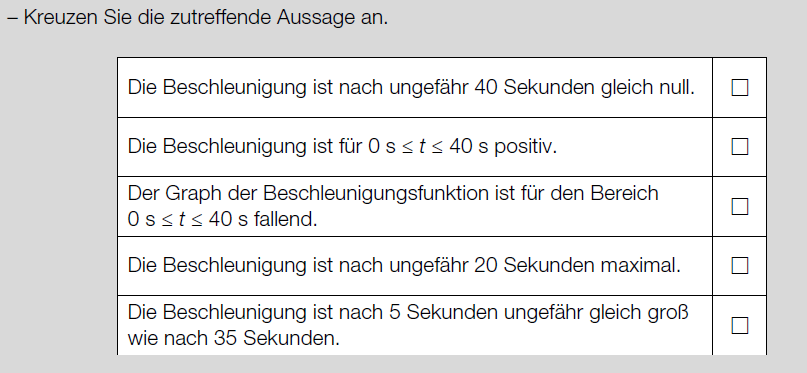 – Kreuzen Sie die zutreffende Aussage an.
Die Beschleunigung ist nach ungefähr 40 Sekunden gleich null.
Die Beschleunigung ist für 0 s ≤ t ≤ 40 s positiv.
Der Graph der Beschleunigungsfunktion ist für den Bereich
0 s ≤ t ≤ 40 s fallend.
Die Beschleunigung ist nach ungefähr 20 Sekunden maximal.
Die Beschleunigung ist nach 5 Sekunden ungefähr gleich groß
wie nach 35 Sekunden.